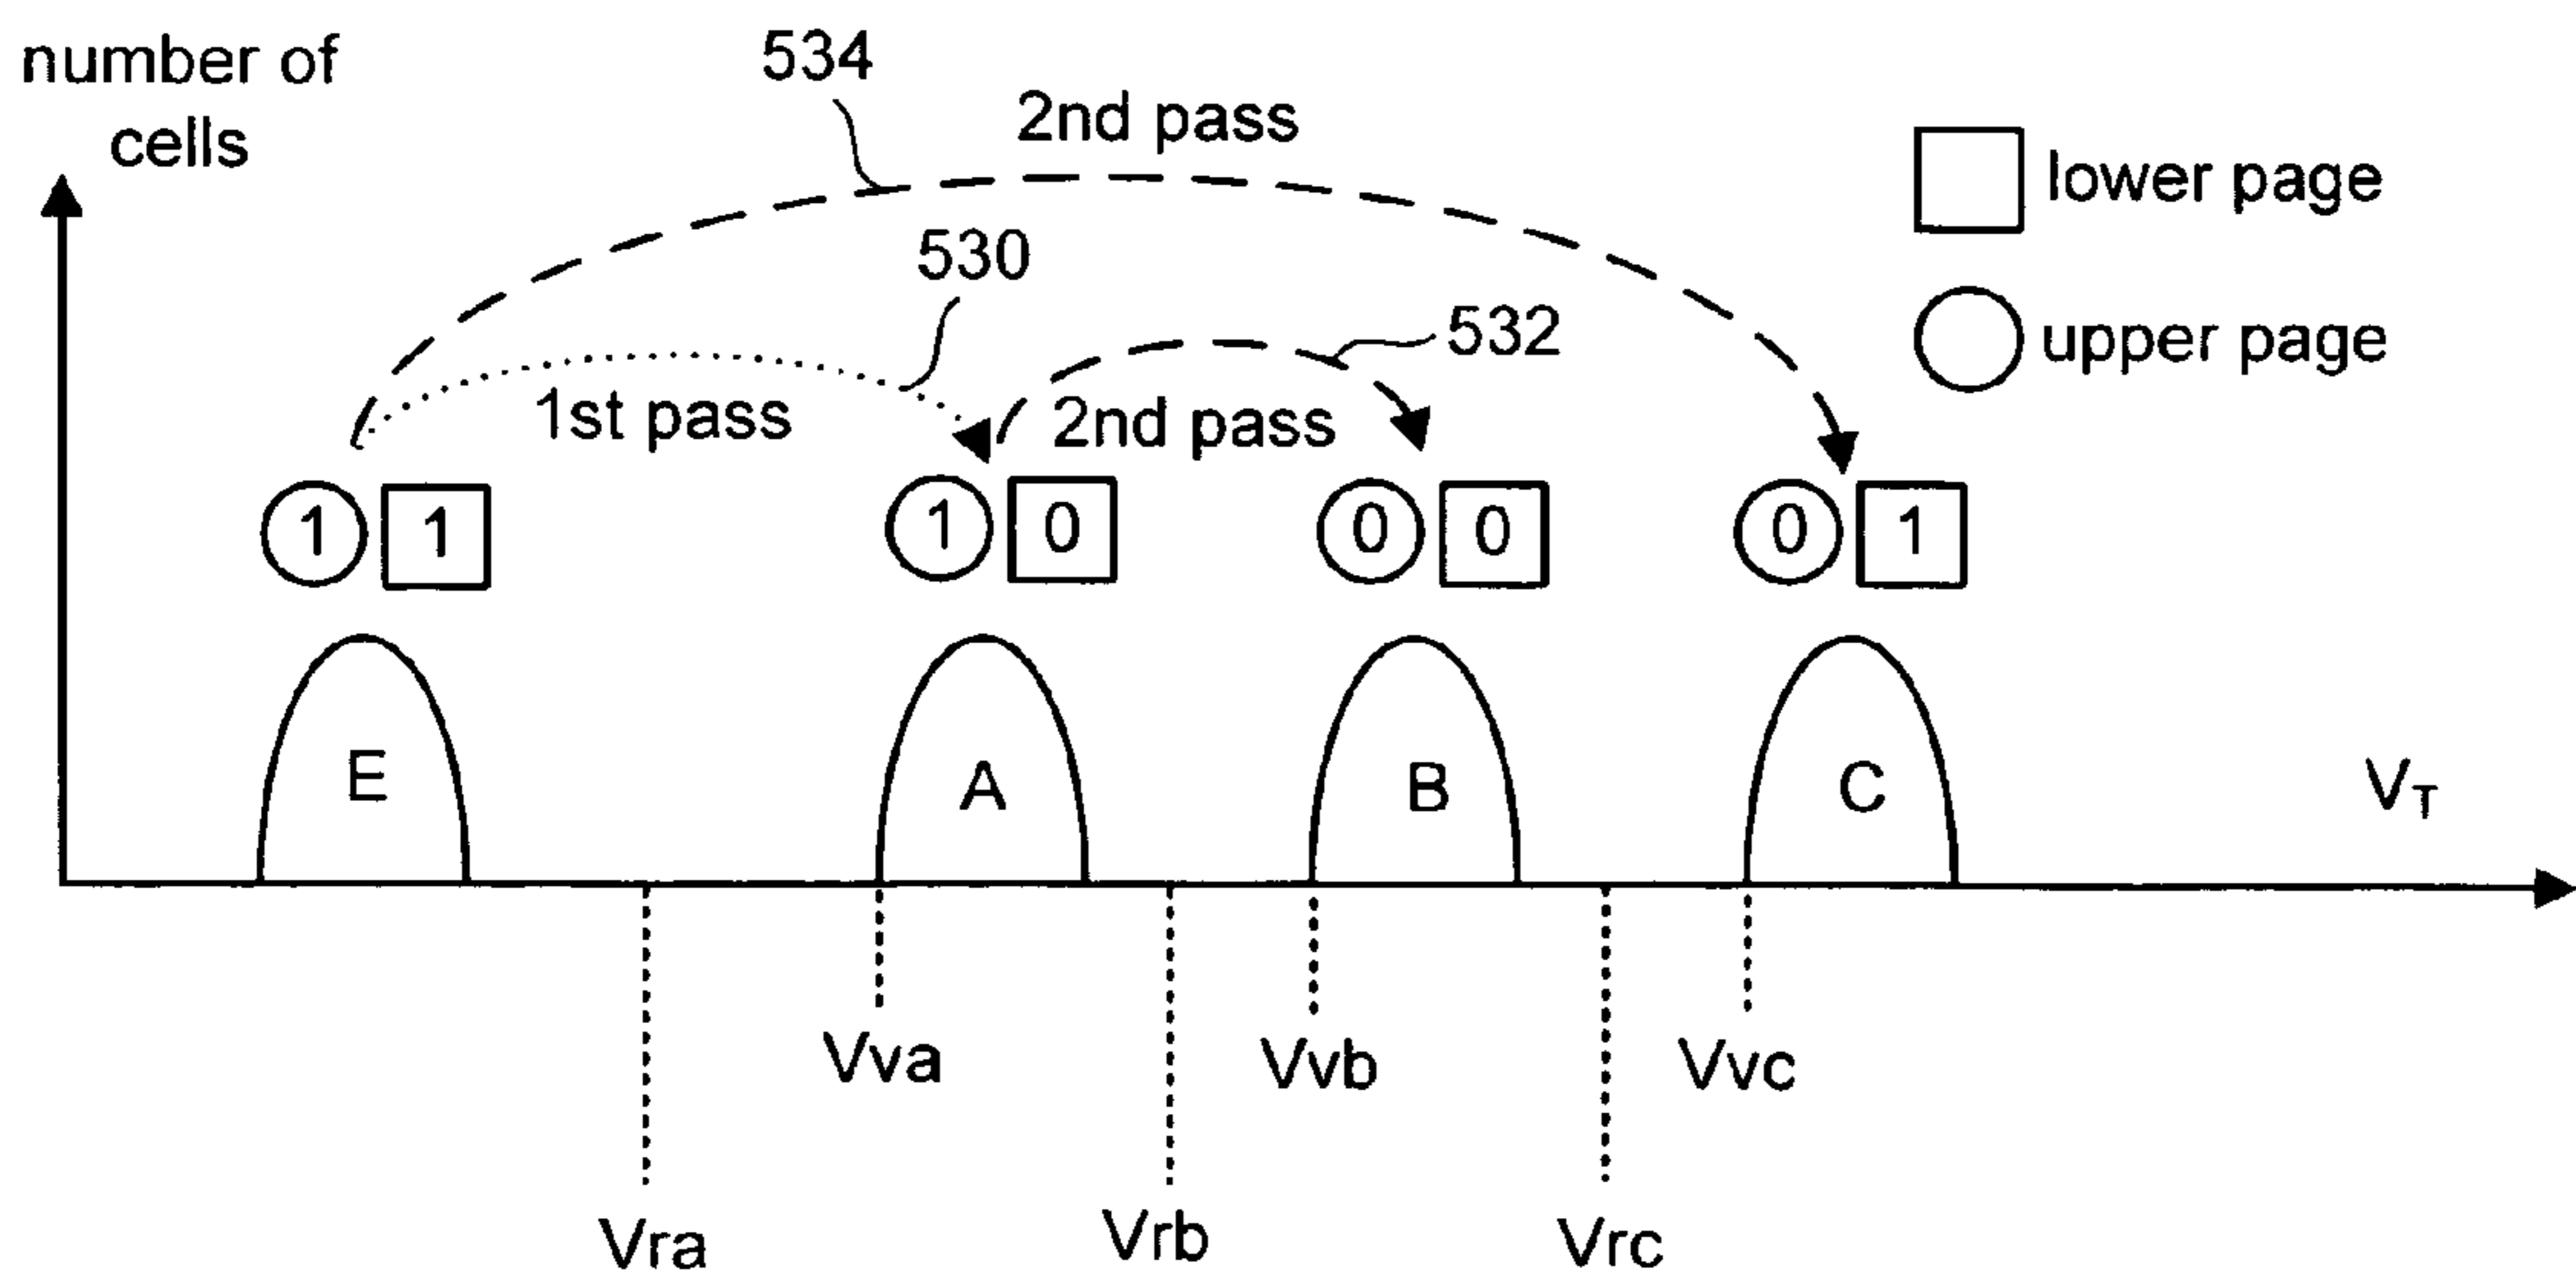 number of
cells
534
2nd pass
lower page
530
upper page
532
1st pass
2nd pass
1 1
1 0
0 0
0 1
E
A
B
C
VT
Vva
Vvb
Vvc
Vra
Vrb
Vrc